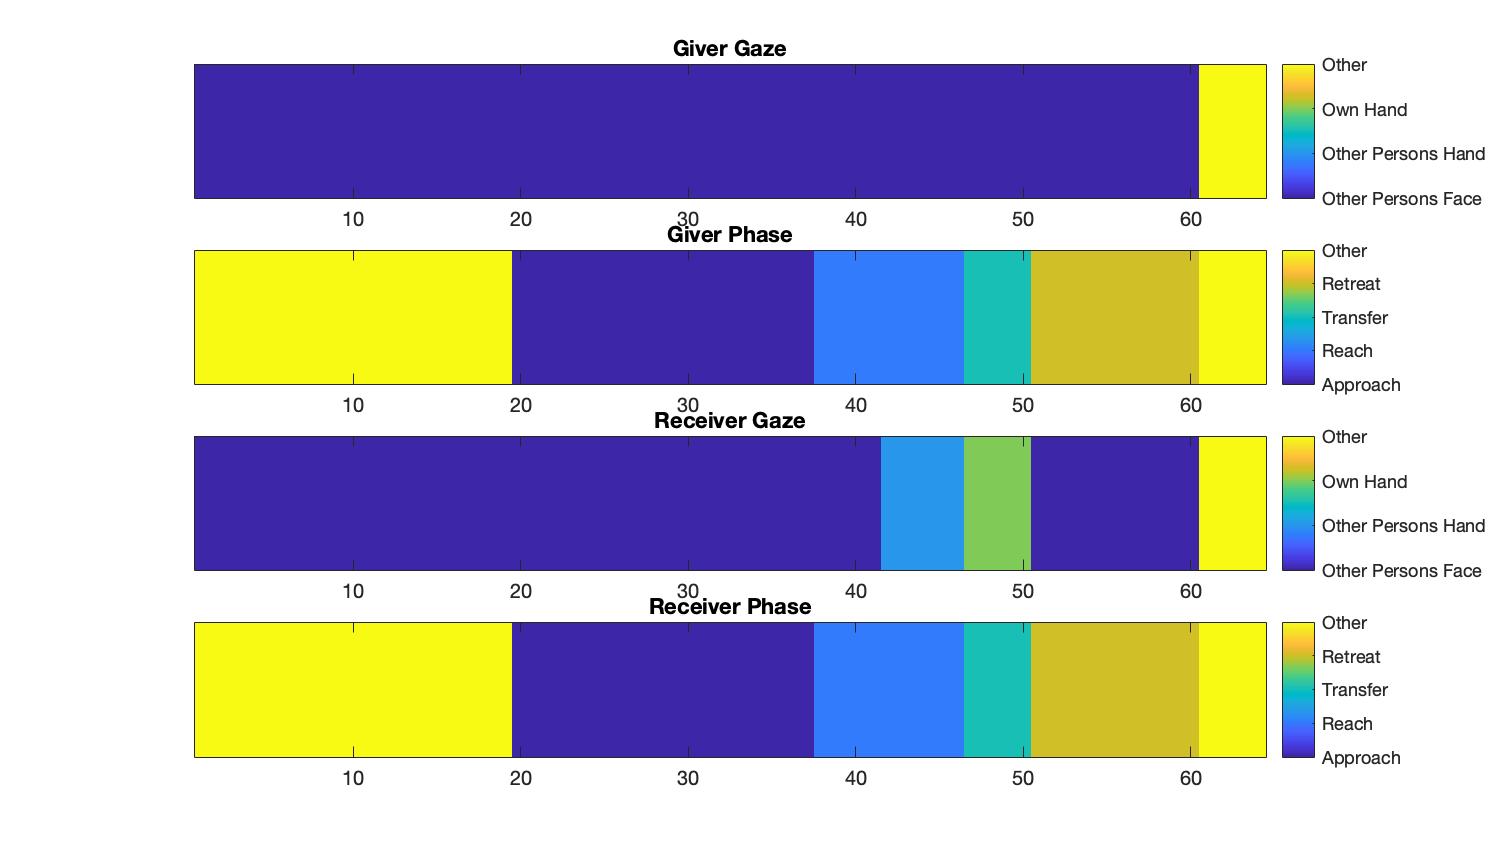 Giver Gaze
Other
Own Hand
Other Persons Hand
Other Persons Face
10 20 30 40 50 60
Giver Phase
Other
Retreat
Transfer
Reach
Approach
10 20 30 40 50 60
Receiver Gaze
Other
Own Hand
Other Persons Hand
Other Persons Face
10 20 30 40 50 60
Receiver Phase
Other
Retreat
Transfer
Reach
Approach
10 20 30 40 50 60